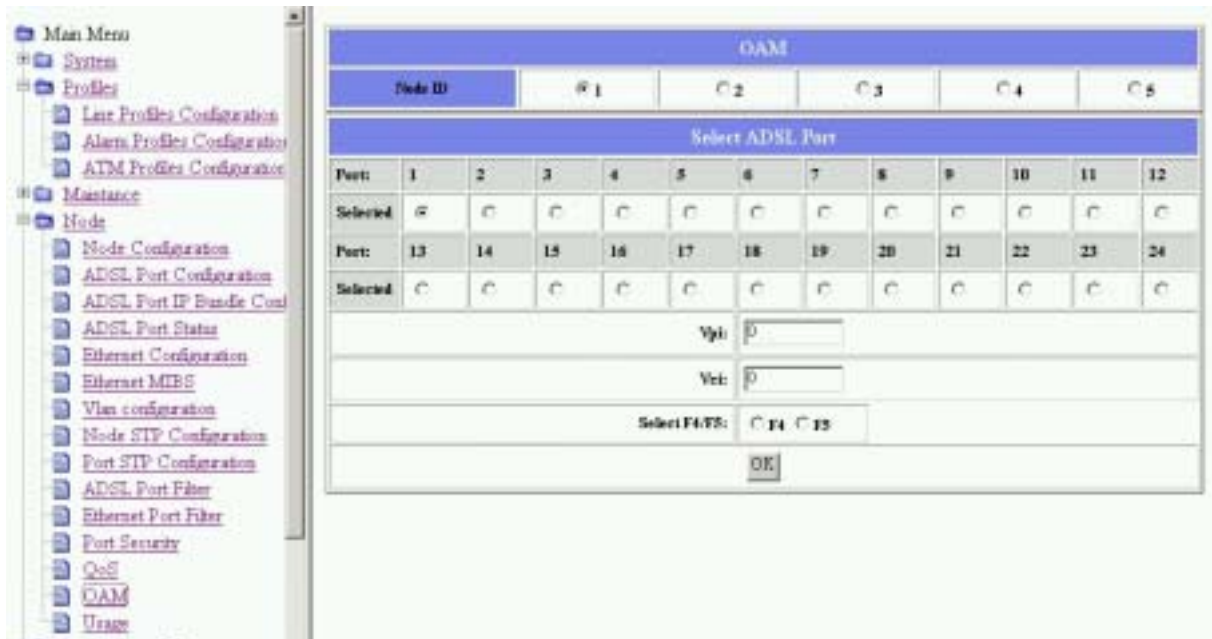 Main Menu
System
Profiles
Line Profiles Configuration
Alarm Profiles Configuration
ATM Profiles Configuration
Maistance
Node
Node Configuration
ADSL Port Configuration
ADSL Port IP Bundle Conf
ADSL Port Status
Ethernet Configuration
Ethernet MIBS
Vlan configuration
Node STP Configuration
Port STP Configuration
ADSL Port Filter
Ethernet Port Filter
Port Security
QoS
OAM
Usage
OAM
Node ID 1 2 3 4 5
Select ADSL Port
Port: 1 2 3 4 5 6 7 8 9 10 11 12
Selected
Port: 13 14 15 16 17 18 19 20 21 22 23 24
Selected
Vpi: 0
Vci: 0
Select F4/F5: F4 F5
OK